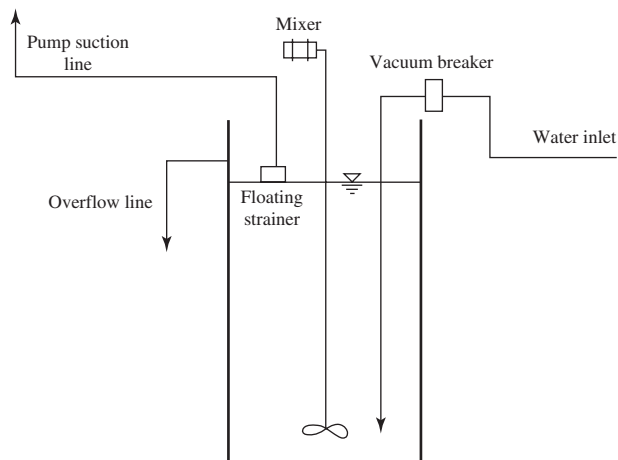 Mixer
Pump suction
line
Vacuum breaker
Water inlet
Overflow line
Floating
strainer